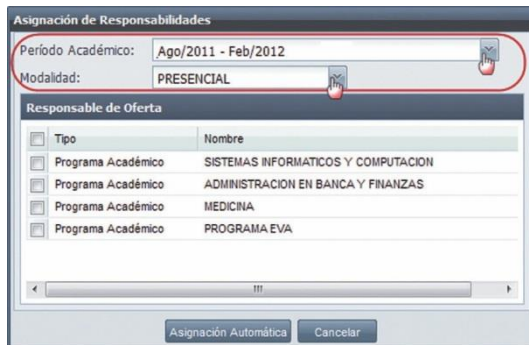 Asignación de Responsabilidades
Período Académico: Ago/2011 - Feb/2012
Modalidad: PRESENCIAL
Responsable de Oferta
Tipo Nombre
Programa Académico SISTEMAS INFORMATICOS Y COMPUTACION
Programa Académico ADMINISTRACION EN BANCA Y FINANZAS
Programa Académico MEDICINA
Programa Académico PROGRAMA EVA
Asignación Automática Cancelar